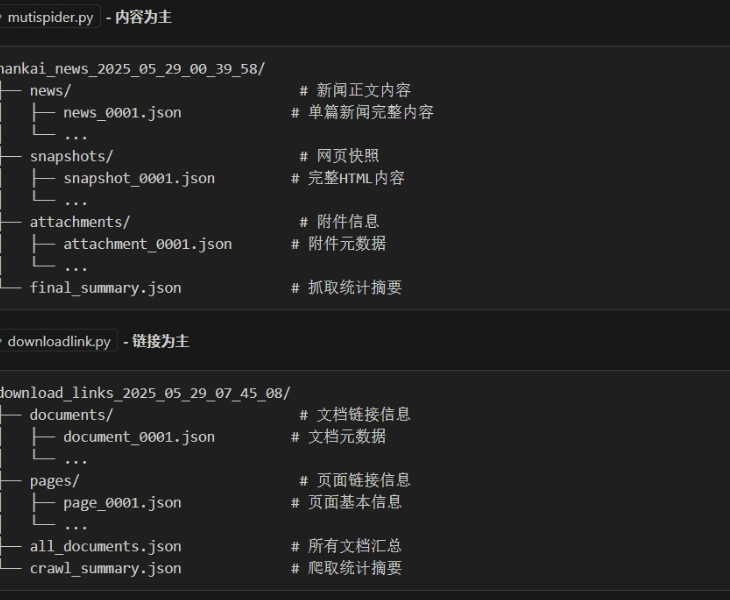 mutispider.py - 内容为主
nankai_news_2025_05_29_00_39_58/
├── news/ # 新闻正文内容
│   ├── news_0001.json # 单篇新闻完整内容
│   └── ...
├── snapshots/ # 网页快照
│   ├── snapshot_0001.json # 完整HTML内容
│   └── ...
├── attachments/ # 附件信息
│   ├── attachment_0001.json # 附件元数据
│   └── ...
└── final_summary.json # 抓取统计摘要
downloadlink.py - 链接为主
download_links_2025_05_29_07_45_08/
├── documents/ # 文档链接信息
│   ├── document_0001.json # 文档元数据
│   └── ...
├── pages/ # 页面链接信息
│   ├── page_0001.json # 页面基本信息
│   └── ...
├── all_documents.json # 所有文档汇总
└── crawl_summary.json # 爬取统计摘要